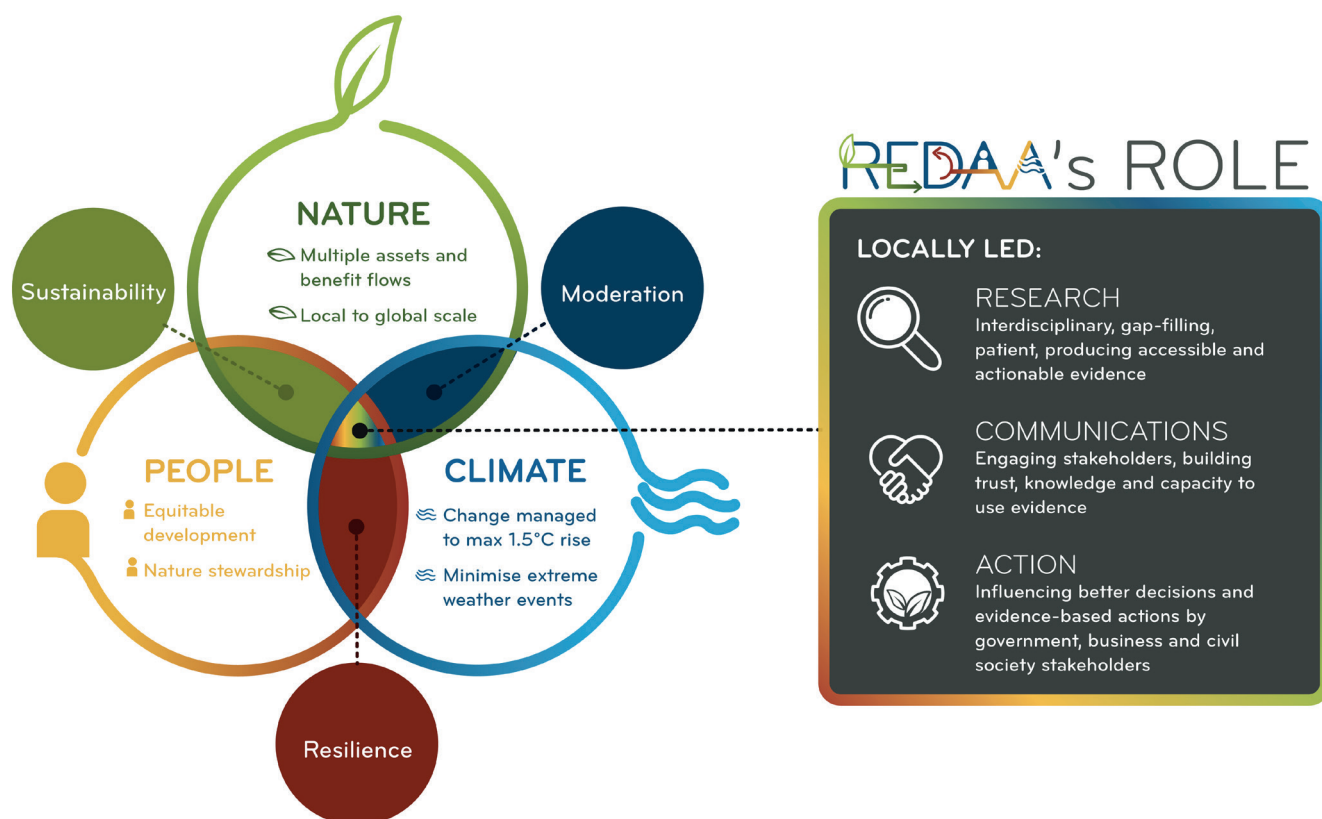 NATURE
Multiple assets and
benefit flows
Local to global scale
Sustainability
Moderation
PEOPLE
Equitable
development
Nature stewardship
CLIMATE
Change managed
to max 1.5°C rise
Minimise extreme
weather events
Resilience
REDAA's ROLE
LOCALLY LED:
RESEARCH
Interdisciplinary, gap-filling,
patient, producing accessible and
actionable evidence
COMMUNICATIONS
Engaging stakeholders, building
trust, knowledge and capacity to
use evidence
ACTION
Influencing better decisions and
evidence-based actions by
government, business and civil
society stakeholders